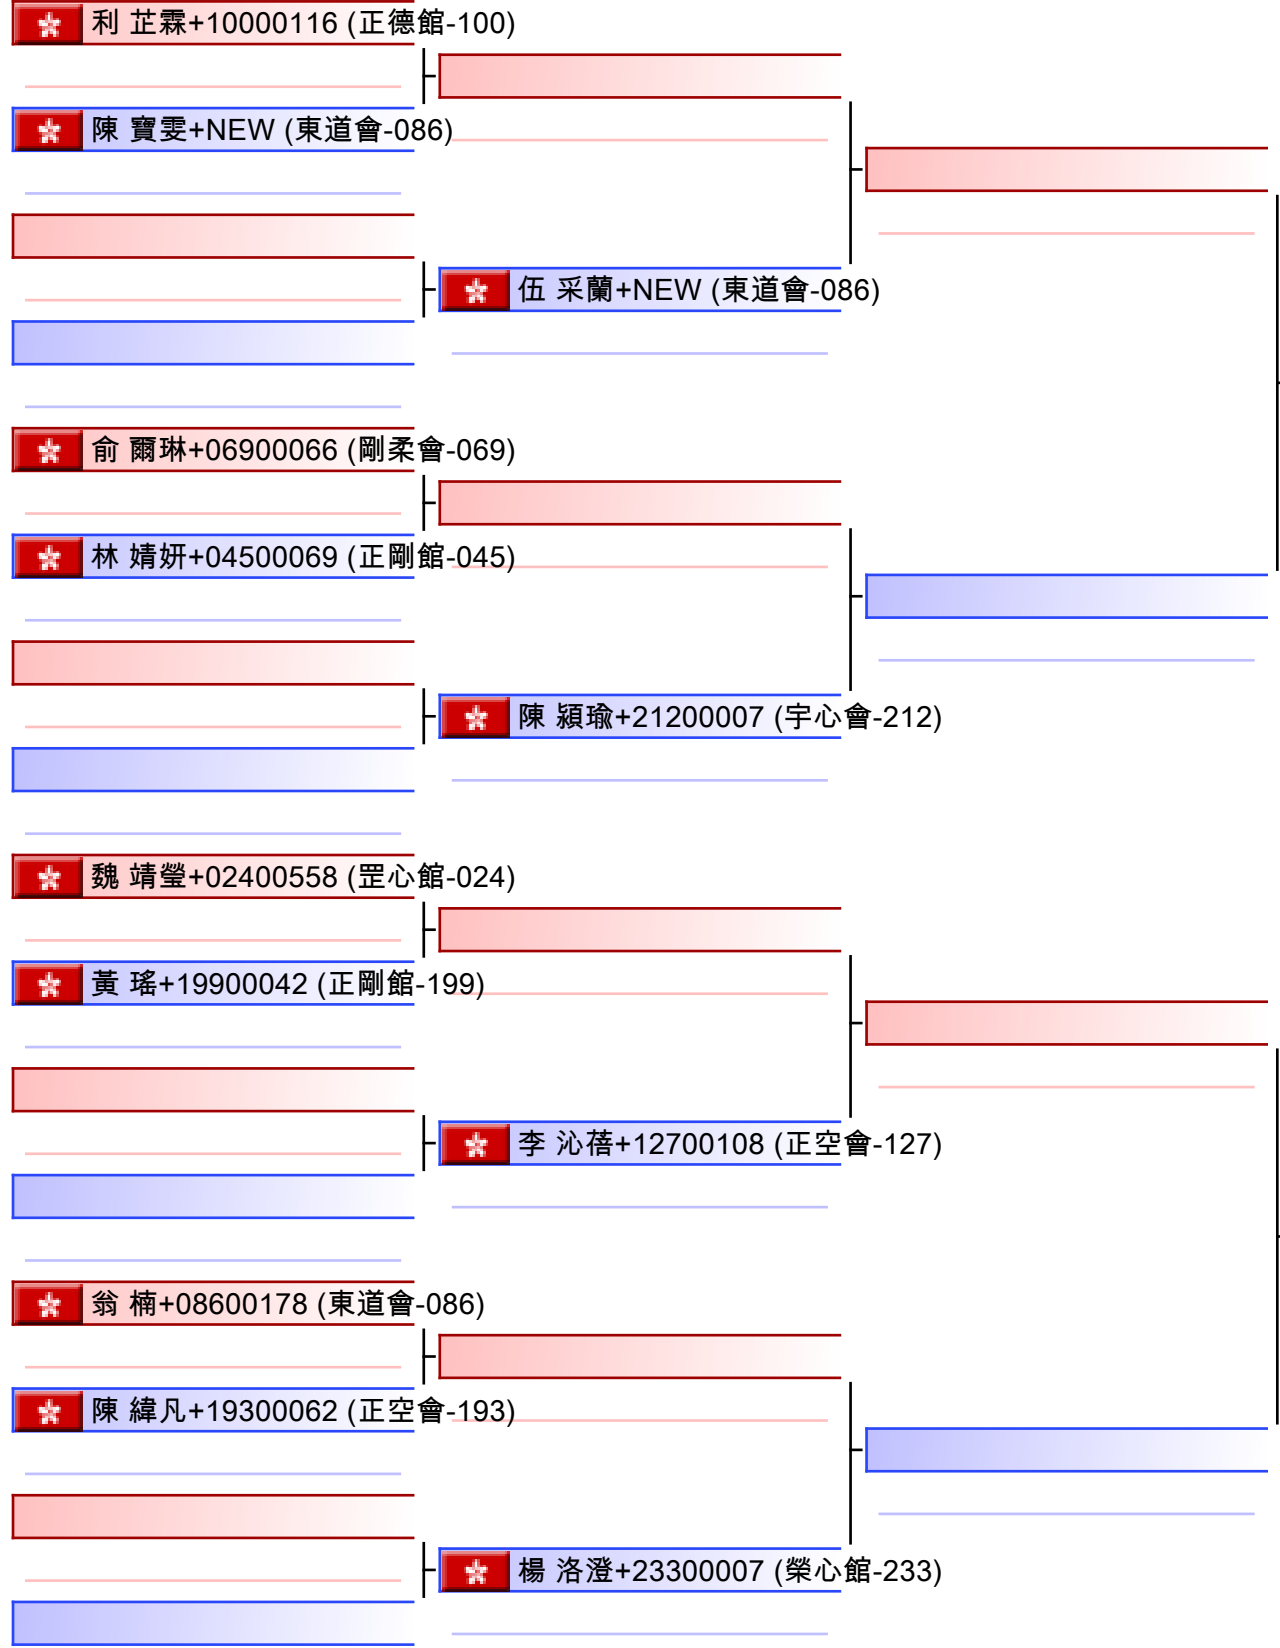 利 芷霖+10000116 (正德館-100)
陳 寶雯+NEW (東道會-086)
伍 采蘭+NEW (東道會-086)
俞 爾琳+06900066 (剛柔會-069)
林 婧妍+04500069 (正剛館-045)
陳 潁瑜+21200007 (宇心會-212)
魏 靖瑩+02400558 (罡心館-024)
黃 瑤+19900042 (正剛館-199)
李 沁蓓+12700108 (正空會-127)
翁 楠+08600178 (東道會-086)
陳 緯凡+19300062 (正空會-193)
楊 洛澄+23300007 (榮心館-233)